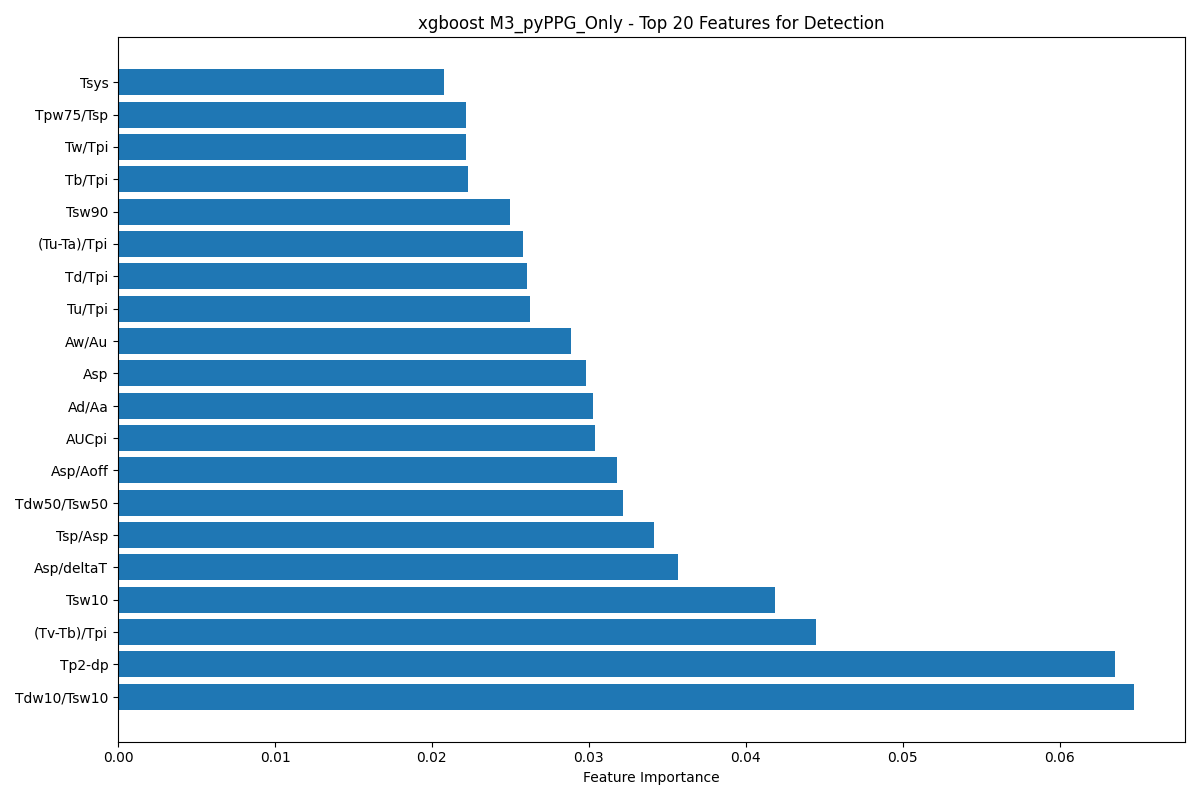 xgboost M3_pyPPG_Only - Top 20 Features for Detection
Tsys
Tpw75/Tsp
Tw/Tpi
Tb/Tpi
Tsw90
(Tu-Ta)/Tpi
Td/Tpi
Tu/Tpi
Aw/Au
Asp
Ad/Aa
AUCpi
Asp/Aoff
Tdw50/Tsw50
Tsp/Asp
Asp/deltaT
Tsw10
(Tv-Tb)/Tpi
Tp2-dp
Tdw10/Tsw10
0.00 0.01 0.02 0.03 0.04 0.05 0.06
Feature Importance